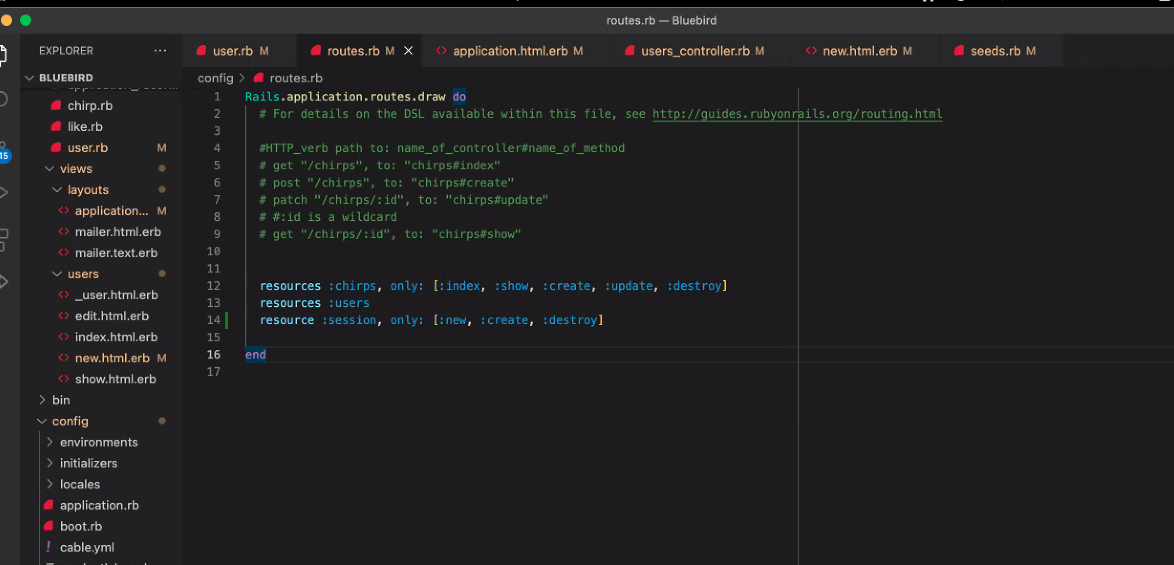 routes.rb — Bluebird
EXPLORER ...
user.rb M
routes.rb M
application.html.erb M
users_controller.rb M
new.html.erb M
seeds.rb M
config > routes.rb
BLUEBIRD
chirp.rb
like.rb
user.rb M
views
layouts
application... M
mailer.html.erb
mailer.text.erb
users
_user.html.erb
edit.html.erb
index.html.erb
new.html.erb M
show.html.erb
bin
config
environments
initializers
locales
application.rb
boot.rb
! cable.yml
15
1 Rails.application.routes.draw do
2 # For details on the DSL available within this file, see http://guides.rubyonrails.org/routing.html
3
4 #HTTP_verb path to: name_of_controller#name_of_method
5 # get "/chirps", to: "chirps#index"
6 # post "/chirps", to: "chirps#create"
7 # patch "/chirps/:id", to: "chirps#update"
8 # #:id is a wildcard
9 # get "/chirps/:id", to: "chirps#show"
10
11
12 resources :chirps, only: [:index, :show, :create, :update, :destroy]
13 resources :users
14 resource :session, only: [:new, :create, :destroy]
15
16 end
17